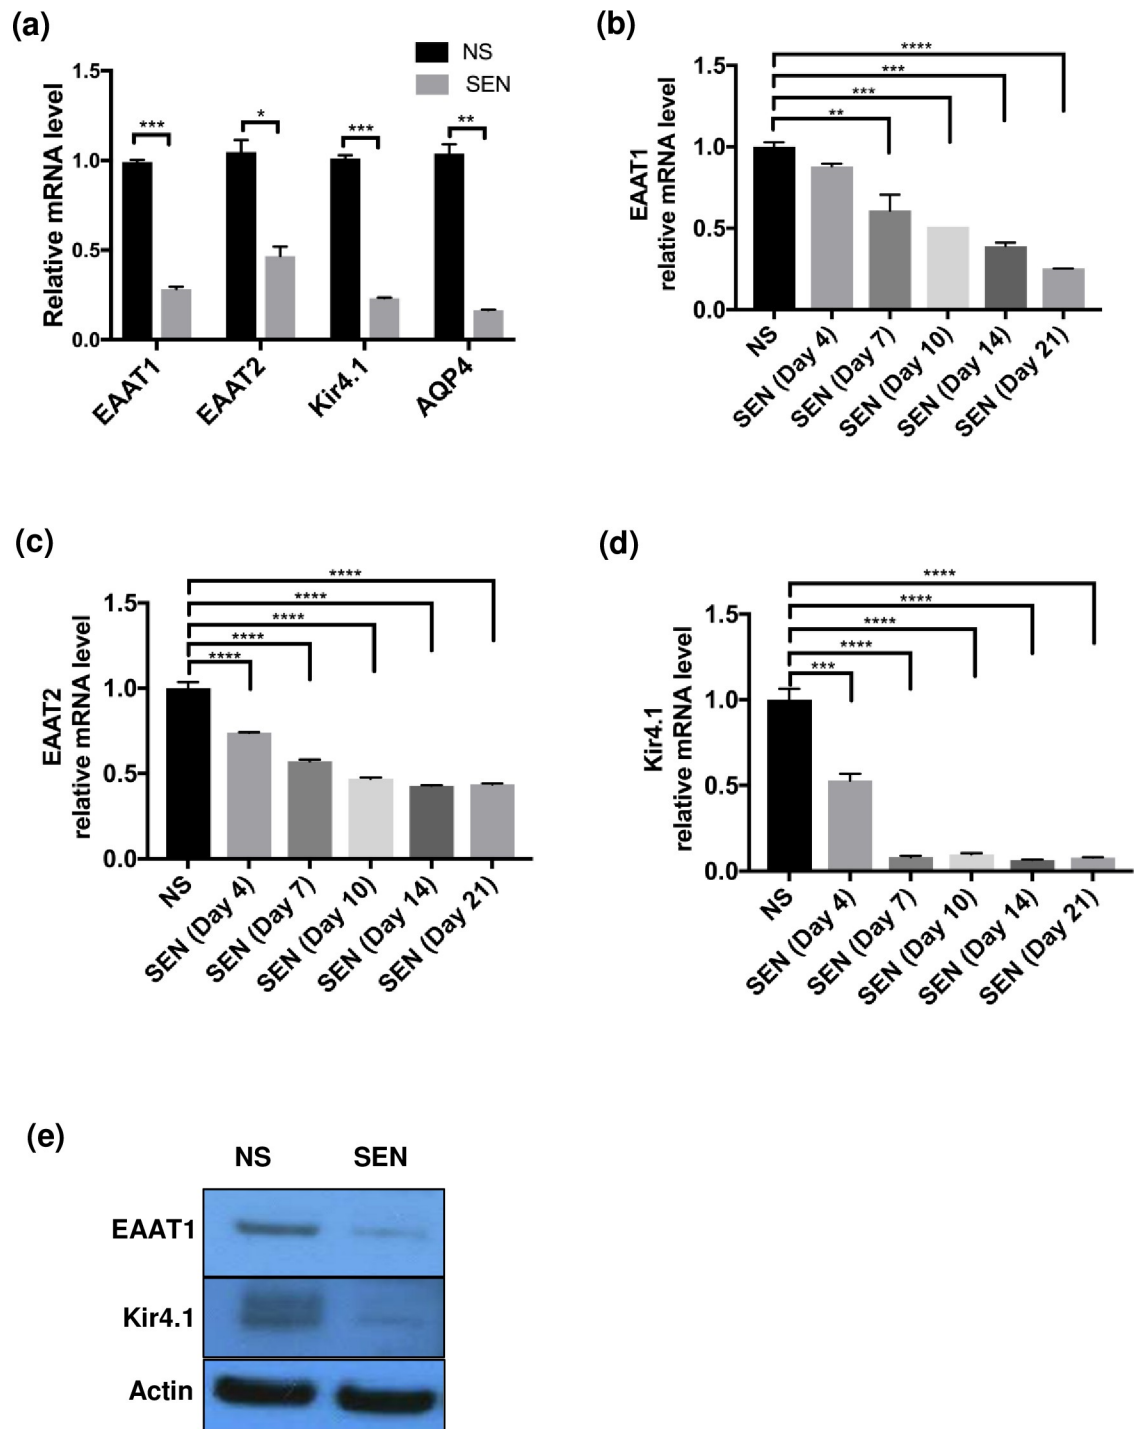 (a)
NS
SEN
Relative mRNA level
1.5
1.0
0.5
0.0
***
*
***
**
EAAT1
EAAT2
Kir4.1
AQP4
(b)
EAAT1
relative mRNA level
1.5
1.0
0.5
0.0
****
***
***
**
NS
SEN (Day 4)
SEN (Day 7)
SEN (Day 10)
SEN (Day 14)
SEN (Day 21)
(c)
EAAT2
relative mRNA level
1.5
1.0
0.5
0.0
****
****
****
****
****
NS
SEN (Day 4)
SEN (Day 7)
SEN (Day 10)
SEN (Day 14)
SEN (Day 21)
(d)
Kir4.1
relative mRNA level
1.5
1.0
0.5
0.0
****
****
****
****
***
NS
SEN (Day 4)
SEN (Day 7)
SEN (Day 10)
SEN (Day 14)
SEN (Day 21)
(e)
NS SEN
EAAT1
Kir4.1
Actin